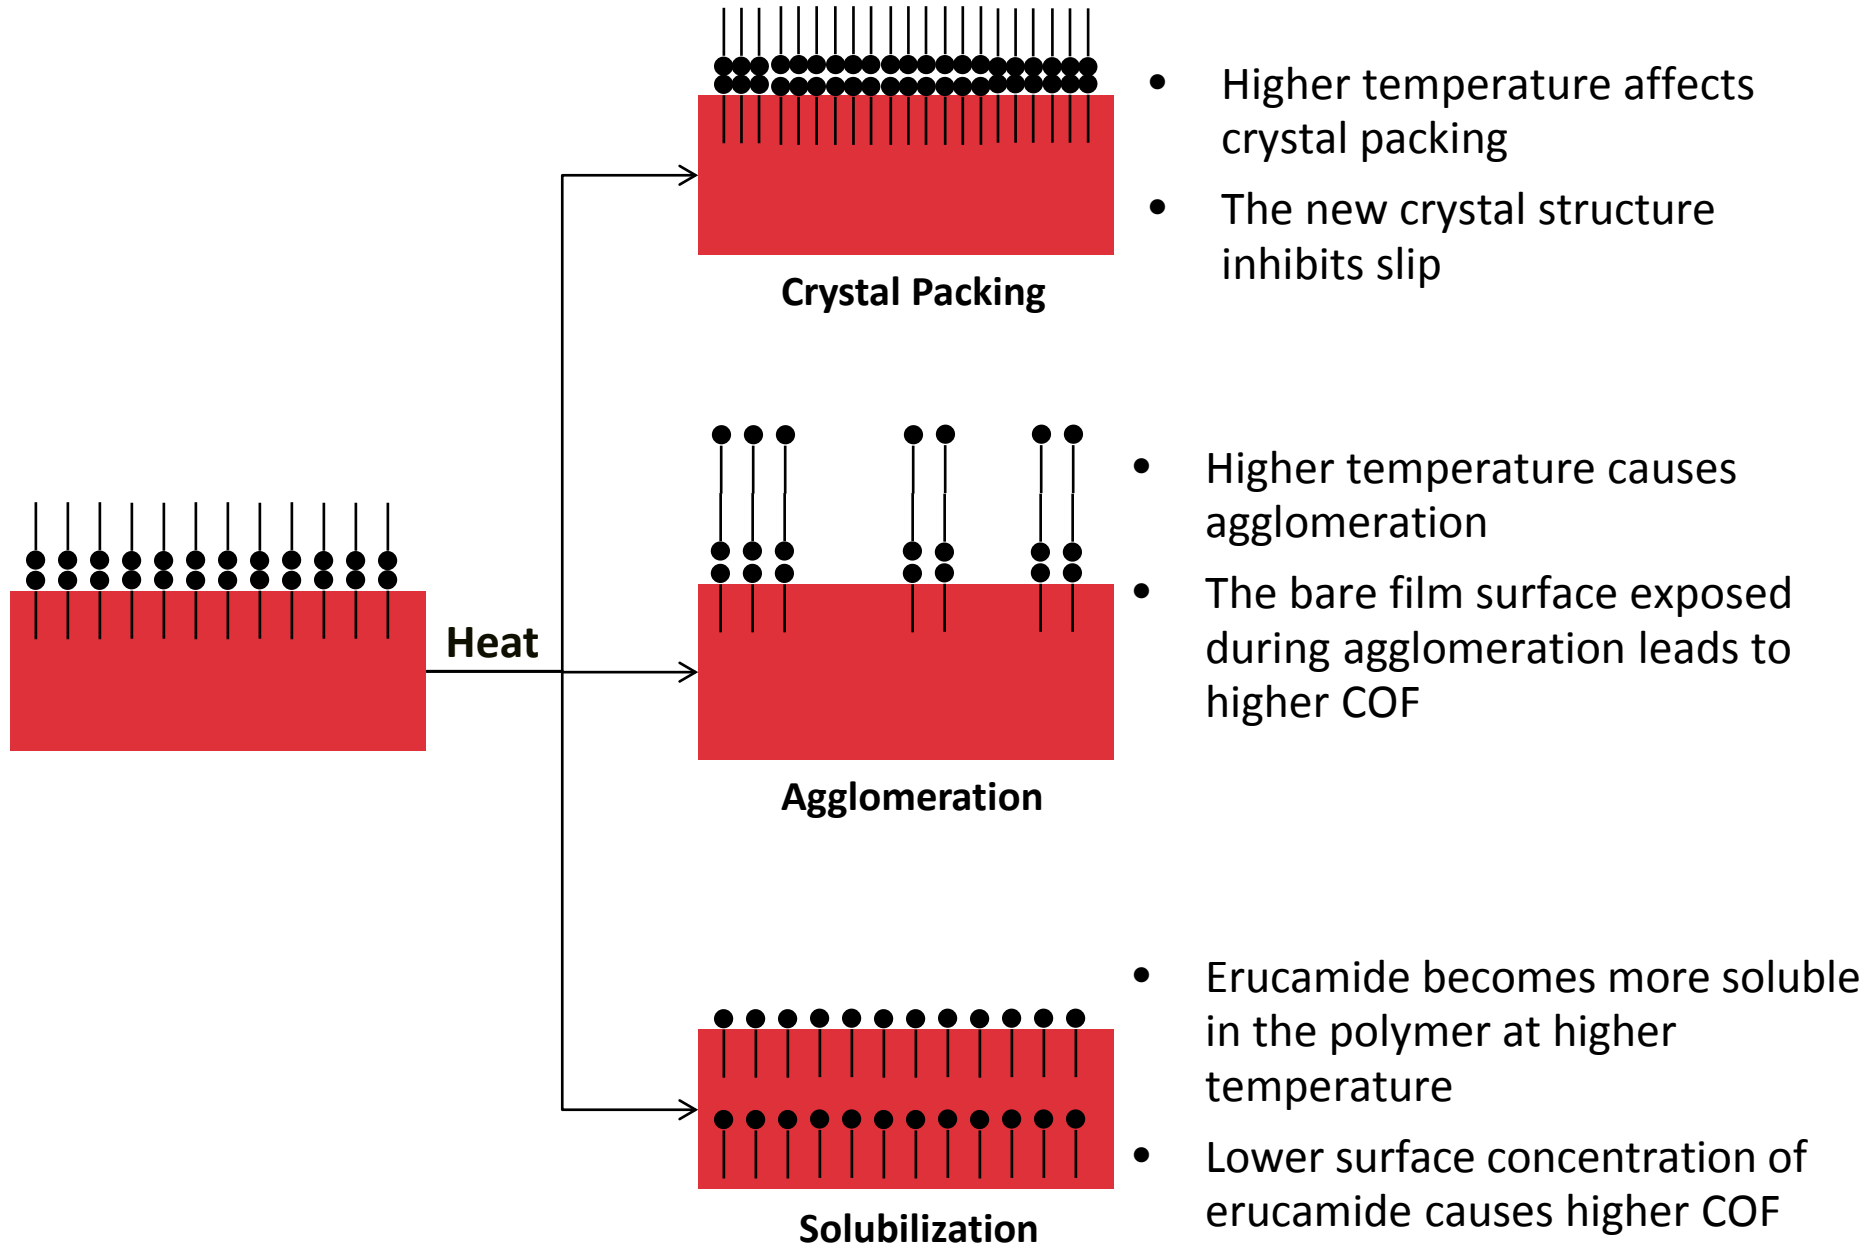 • Higher temperature affects
crystal packing
• The new crystal structure
inhibits slip
Crystal Packing
Heat
• Higher temperature causes
agglomeration
• The bare film surface exposed
during agglomeration leads to
higher COF
Agglomeration
• Erucamide becomes more soluble
in the polymer at higher
temperature
• Lower surface concentration of
erucamide causes higher COF
Solubilization